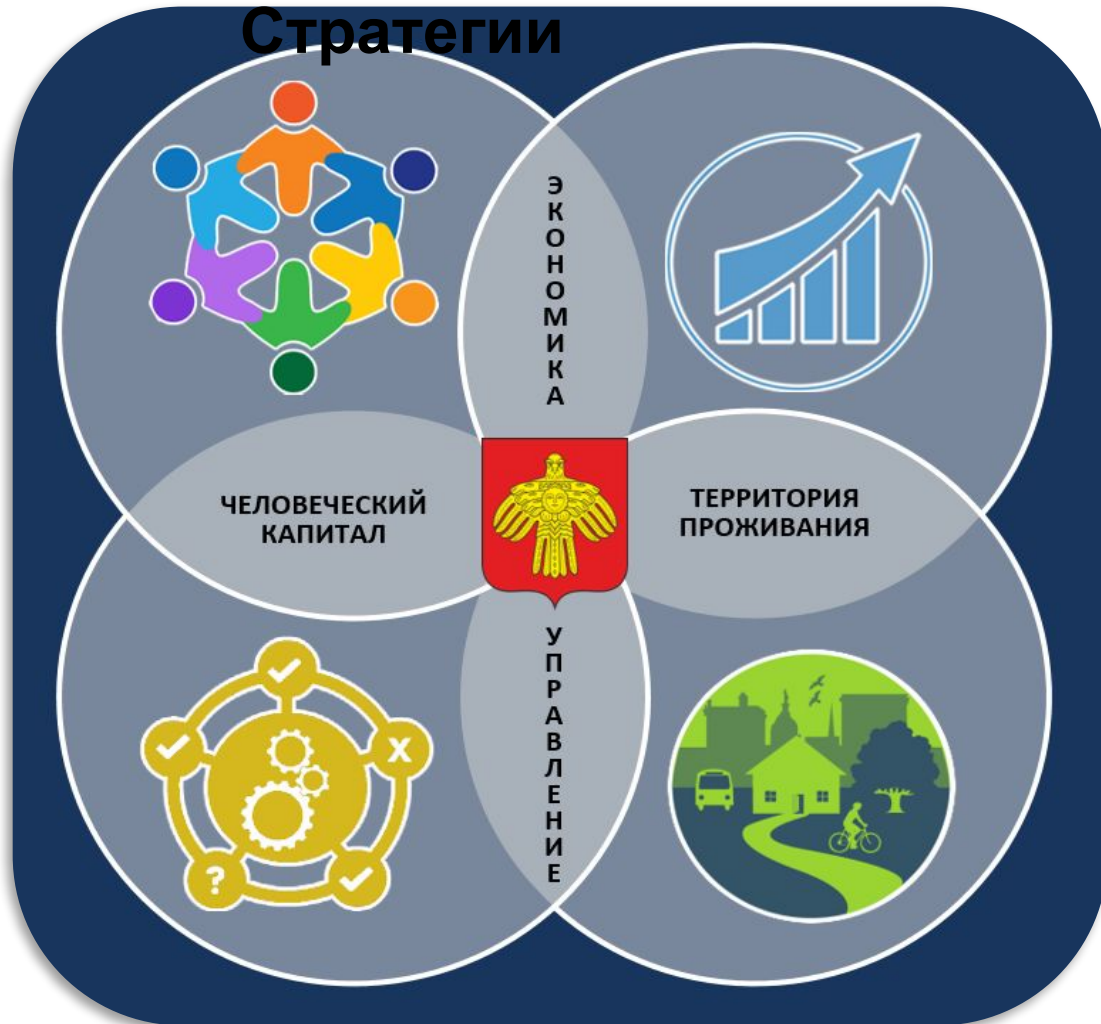 Стратегии
ЭКОНОМИКА
ЧЕЛОВЕЧЕСКИЙ
КАПИТАЛ
ТЕРРИТОРИЯ
ПРОЖИВАНИЯ
УПРАВЛЕНИЕ
X
?